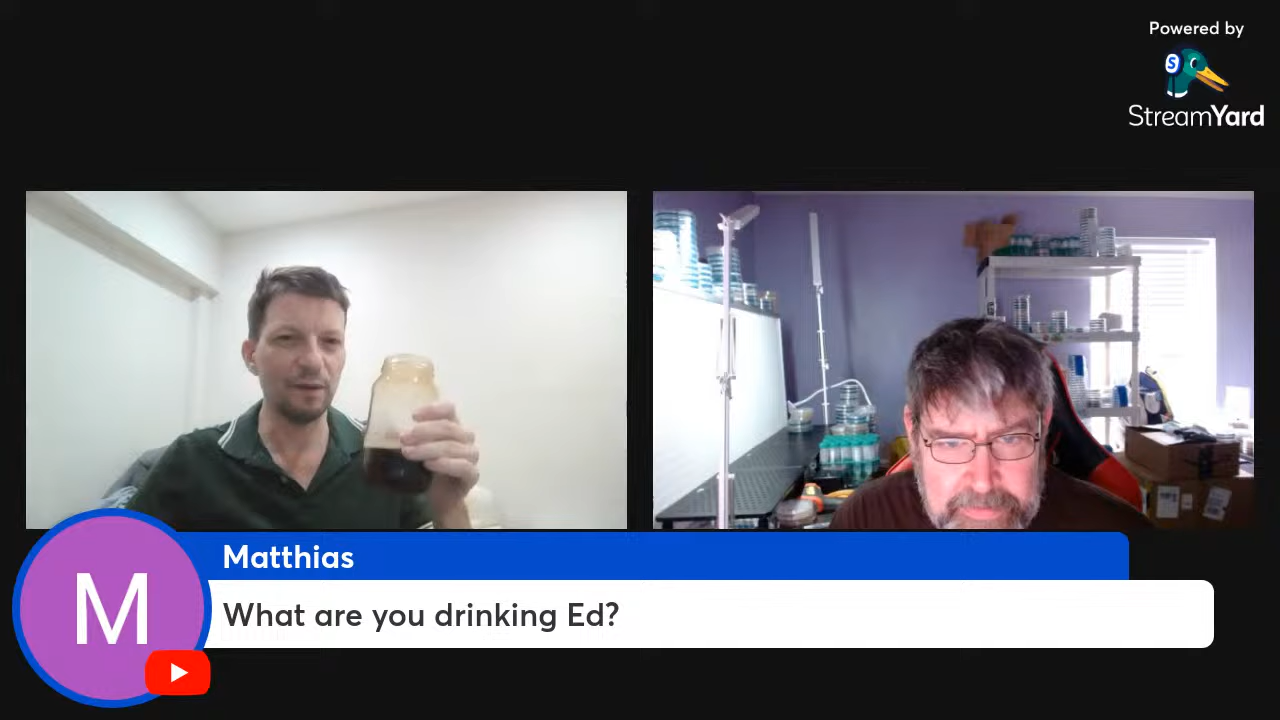 Powered by
S
StreamYard
M
Matthias
What are you drinking Ed?